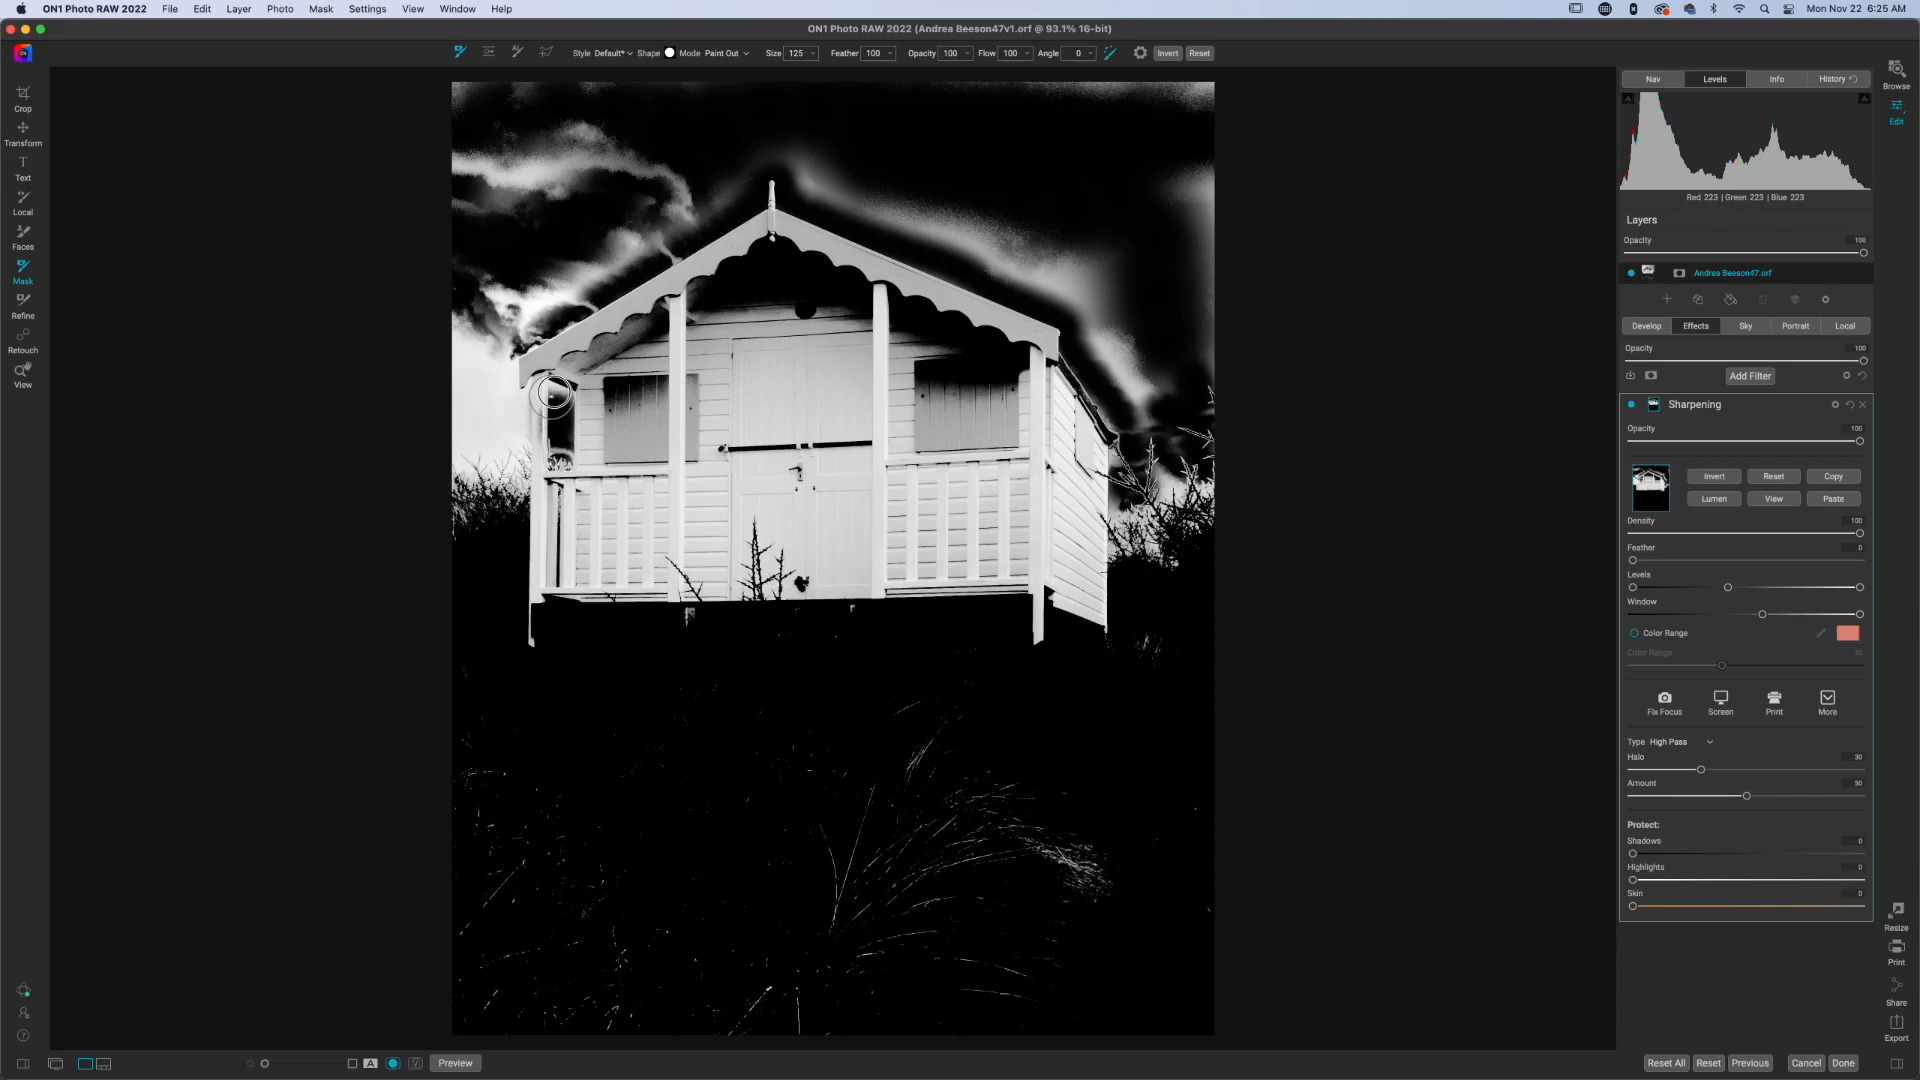 ON1 Photo RAW 2022 File Edit Layer Photo Mask Settings View Window Help Mon Nov 22 6:25 AM
ON1 Photo RAW 2022 (Andrea Beeson47v1.orf @ 93.1% 16-bit)
Style Default* Shape Mode Paint Out Size 125 Feather 100 Opacity 100 Flow 100 Angle 0 Invert Reset
Crop
Transform
Text
Local
Faces
Mask
Refine
Retouch
View
Nav Levels Info History
Browse
Edit
Red 223 | Green 223 | Blue 223
Layers
Opacity 100
Andrea Beeson47.orf
Develop Effects Sky Portrait Local
Opacity 100
Add Filter
Sharpening
Opacity 100
Invert Reset Copy
Lumen View Paste
Density 100
Feather 0
Levels
Window
Color Range
Color Range 40
Fix Focus Screen Print More
Type High Pass
Halo 30
Amount 50
Protect:
Shadows 0
Highlights 0
Skin 0
Resize
Print
Share
Export
A Preview Reset All Reset Previous Cancel Done